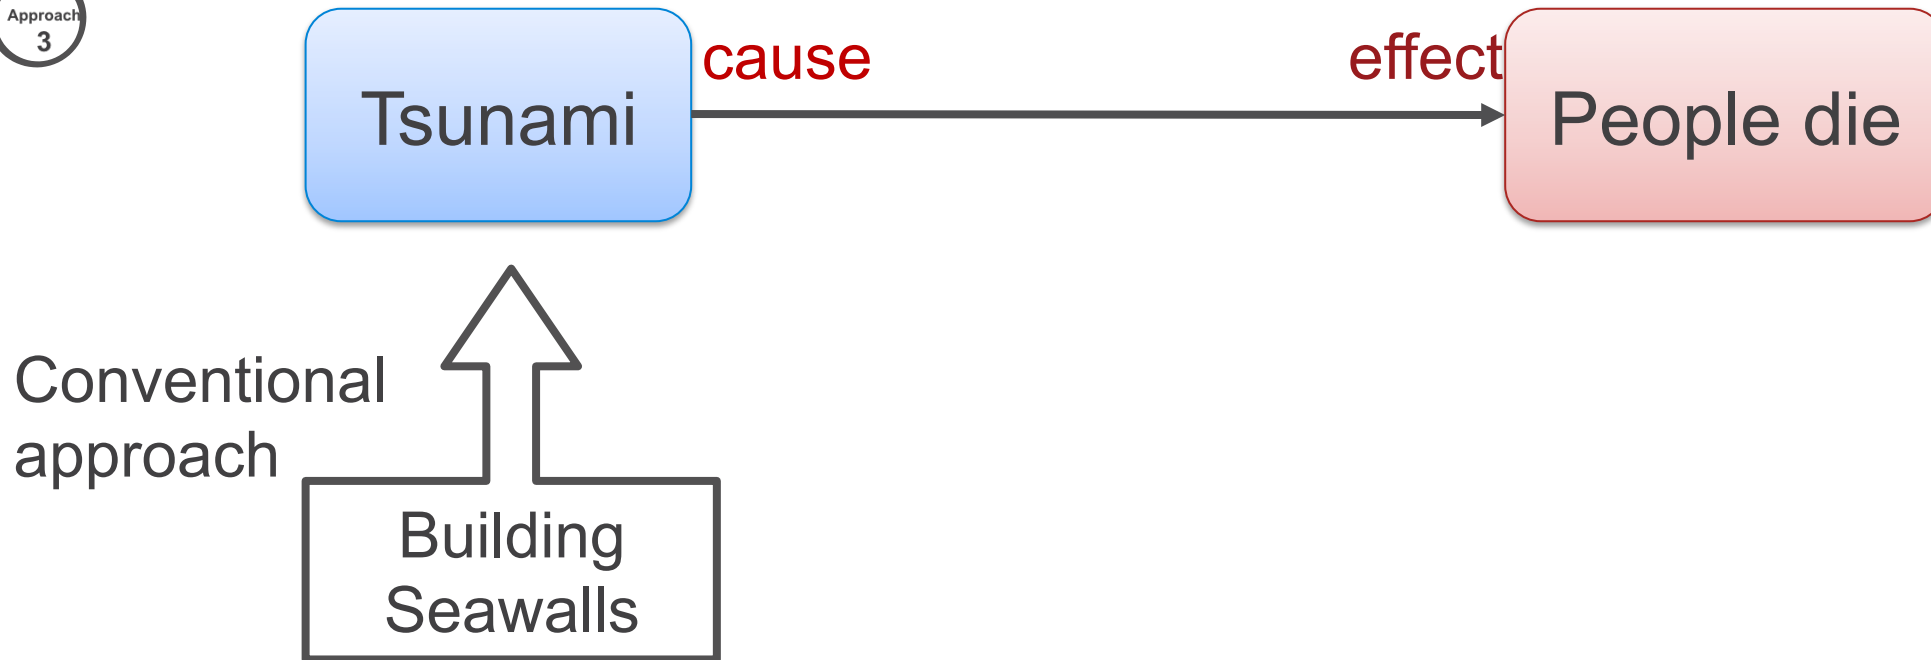 Approach
3
Tsunami
cause
effect
People die
Conventional
approach
Building
Seawalls